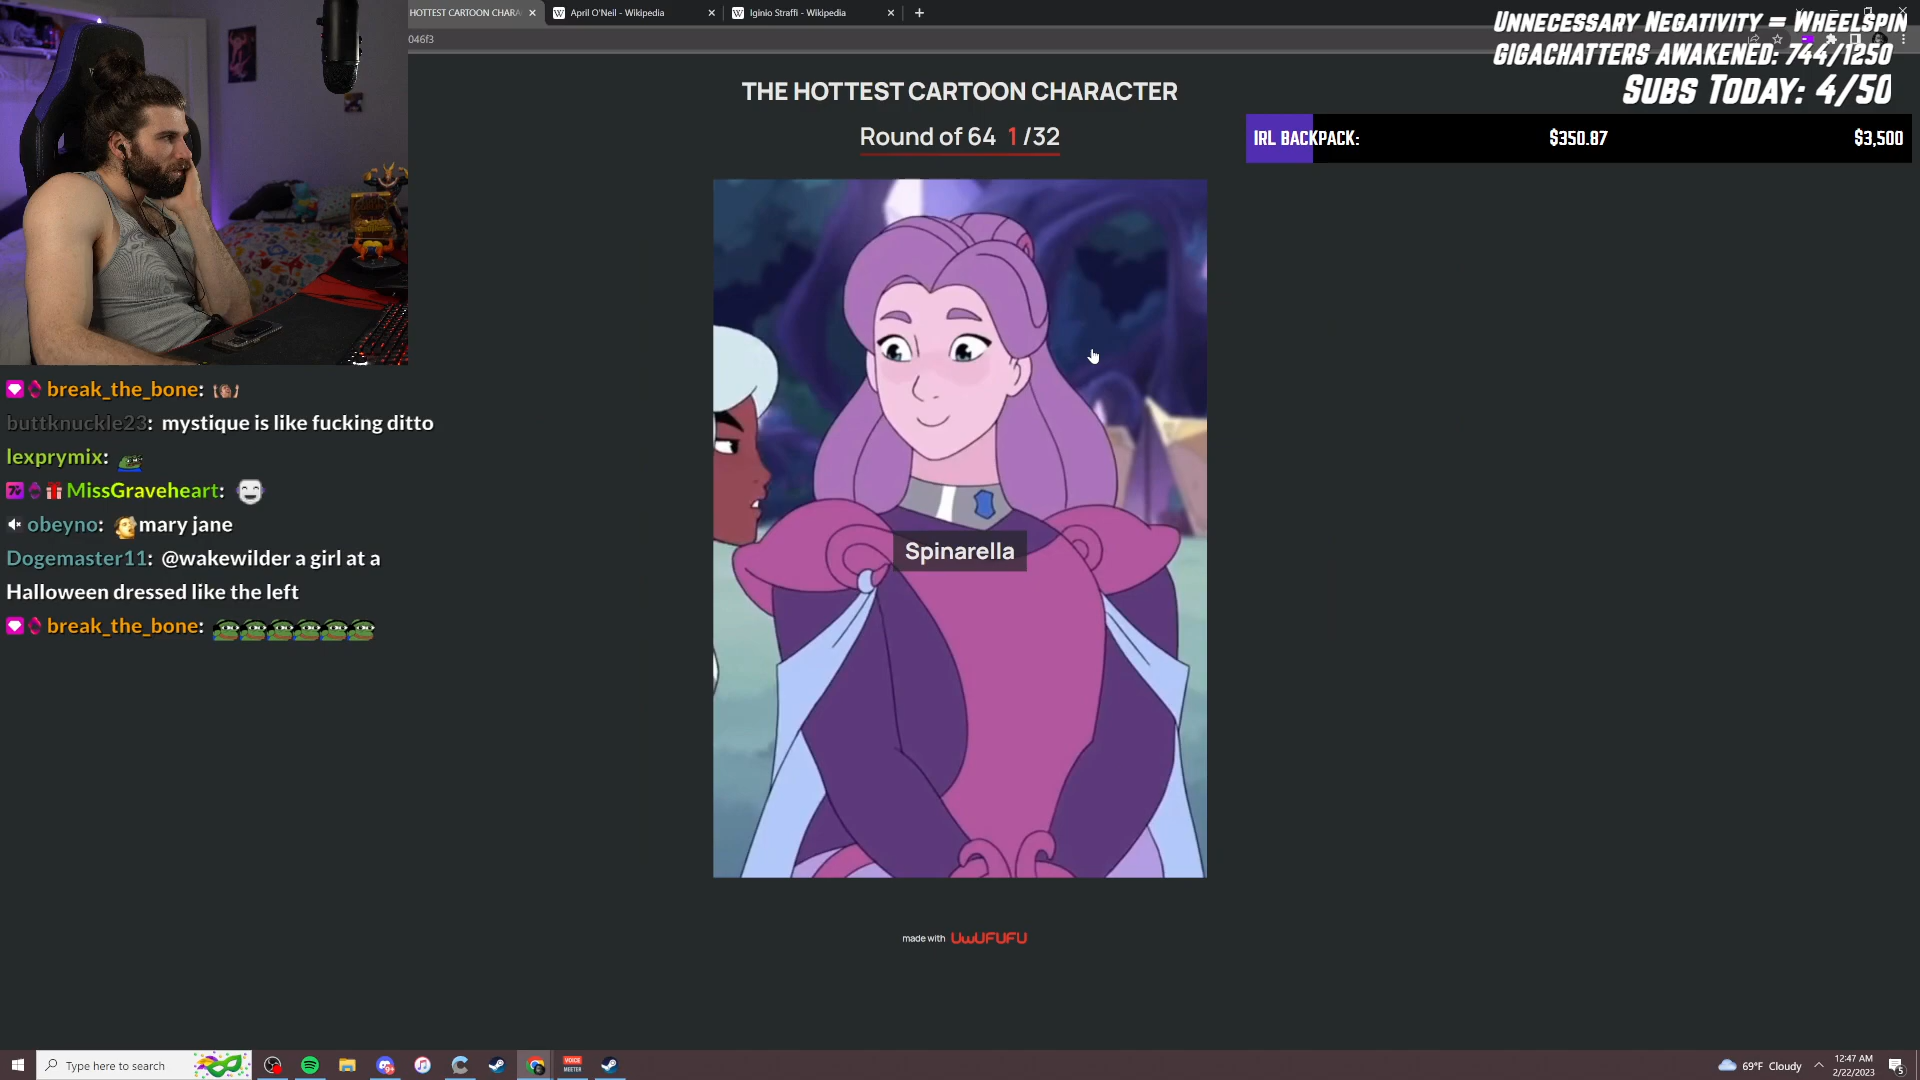 HOTTEST CARTOON CHARA
April O'Neil - Wikipedia
Iginio Straffi - Wikipedia
046f3
UNNECESSARY NEGATIVITY = WHEELSPIN
GIGACHATTERS AWAKENED: 744/1250
SUBS TODAY: 4/50
IRL BACKPACK: $350.87 $3,500
THE HOTTEST CARTOON CHARACTER
Round of 64 1 /32
Spinarella
made with UwUFUFU
break_the_bone:
buttknuckle23: mystique is like fucking ditto
lexprymix:
MissGraveheart:
obeyno: mary jane
Dogemaster11: @wakewilder a girl at a
Halloween dressed like the left
break_the_bone:
Type here to search
VOICE
MEETER
69°F Cloudy
12:47 AM
2/22/2023
5